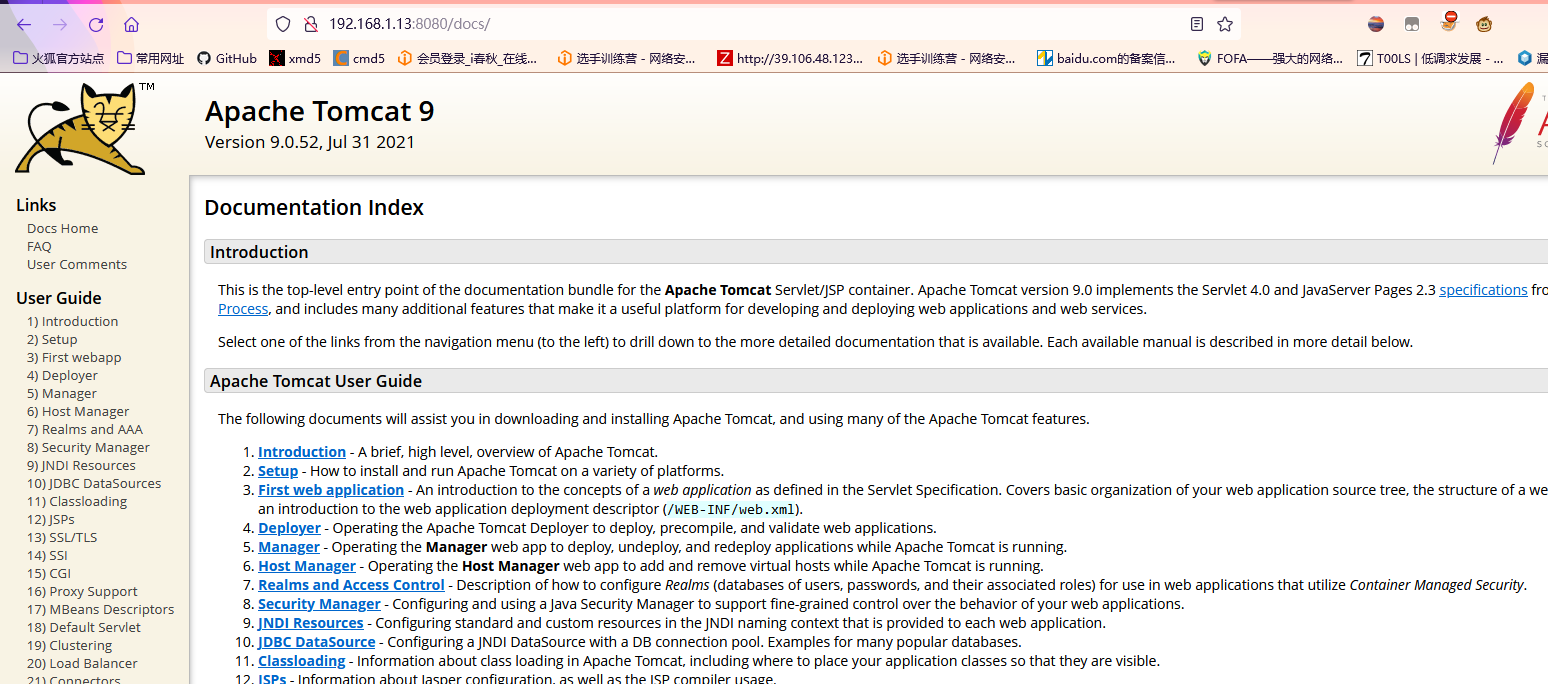 192.168.1.13:8080/docs/
火狐官方站点 常用网址 GitHub xmd5 cmd5 会员登录_i春秋_在线... 选手训练营 - 网络安... http://39.106.48.123... 选手训练营 - 网络安... baidu.com的备案信... FOFA——强大的网络... T00LS | 低调求发展 - ... 漏
TM
Apache Tomcat 9
Version 9.0.52, Jul 31 2021
Links
Docs Home
FAQ
User Comments
User Guide
1) Introduction
2) Setup
3) First webapp
4) Deployer
5) Manager
6) Host Manager
7) Realms and AAA
8) Security Manager
9) JNDI Resources
10) JDBC DataSources
11) Classloading
12) JSPs
13) SSL/TLS
14) SSI
15) CGI
16) Proxy Support
17) MBeans Descriptors
18) Default Servlet
19) Clustering
20) Load Balancer
21) Connectors
Documentation Index
Introduction
This is the top-level entry point of the documentation bundle for the Apache Tomcat Servlet/JSP container. Apache Tomcat version 9.0 implements the Servlet 4.0 and JavaServer Pages 2.3 specifications fro
Process, and includes many additional features that make it a useful platform for developing and deploying web applications and web services.
Select one of the links from the navigation menu (to the left) to drill down to the more detailed documentation that is available. Each available manual is described in more detail below.
Apache Tomcat User Guide
The following documents will assist you in downloading and installing Apache Tomcat, and using many of the Apache Tomcat features.
1. Introduction - A brief, high level, overview of Apache Tomcat.
2. Setup - How to install and run Apache Tomcat on a variety of platforms.
3. First web application - An introduction to the concepts of a web application as defined in the Servlet Specification. Covers basic organization of your web application source tree, the structure of a we
an introduction to the web application deployment descriptor (/WEB-INF/web.xml).
4. Deployer - Operating the Apache Tomcat Deployer to deploy, precompile, and validate web applications.
5. Manager - Operating the Manager web app to deploy, undeploy, and redeploy applications while Apache Tomcat is running.
6. Host Manager - Operating the Host Manager web app to add and remove virtual hosts while Apache Tomcat is running.
7. Realms and Access Control - Description of how to configure Realms (databases of users, passwords, and their associated roles) for use in web applications that utilize Container Managed Security.
8. Security Manager - Configuring and using a Java Security Manager to support fine-grained control over the behavior of your web applications.
9. JNDI Resources - Configuring standard and custom resources in the JNDI naming context that is provided to each web application.
10. JDBC DataSource - Configuring a JNDI DataSource with a DB connection pool. Examples for many popular databases.
11. Classloading - Information about class loading in Apache Tomcat, including where to place your application classes so that they are visible.
12. JSPs - Information about Jasper configuration, as well as the JSP compiler usage.